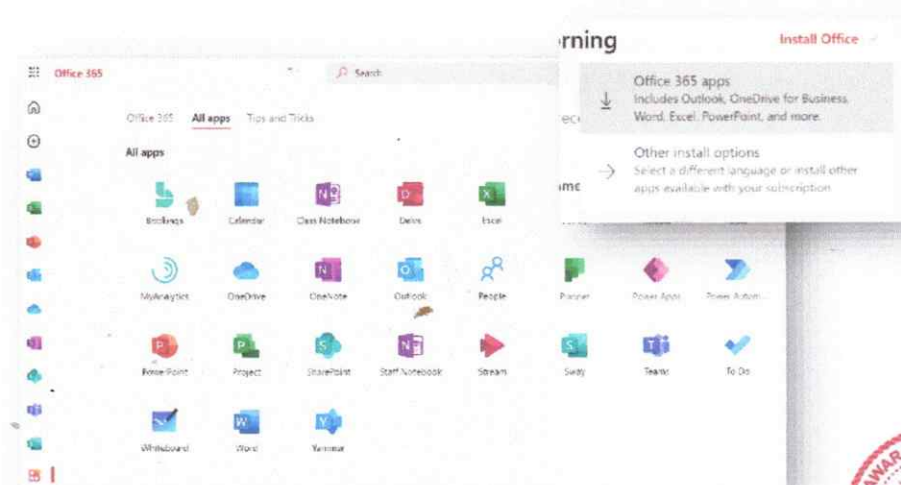 rning
Install Office
Office 365 apps
Includes Outlook, OneDrive for Business,
Word, Excel, PowerPoint, and more.
Other install options
Select a different language or install other
apps available with your subscription
Office 365
Search
Office 365 All apps Tips and Tricks
All apps
Bookings Calendar Class Notebook Delve Excel
MyAnalytics OneDrive OneNote Outlook People Planner Power Apps Power Autom...
PowerPoint Project SharePoint Staff Notebook Stream Sway Teams To Do
Whiteboard Word Yammer